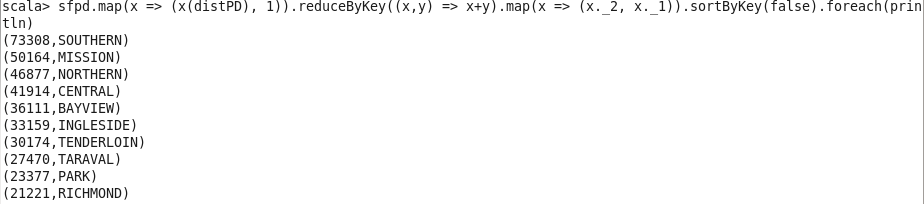 scala> sfpd.map(x => (x(distPD), 1)).reduceByKey((x,y) => x+y).map(x => (x._2, x._1)).sortByKey(false).foreach(prin
tln)
(73308,SOUTHERN)
(50164,MISSION)
(46877,NORTHERN)
(41914,CENTRAL)
(36111,BAYVIEW)
(33159,INGLESIDE)
(30174,TENDERLOIN)
(27470,TARAVAL)
(23377,PARK)
(21221,RICHMOND)